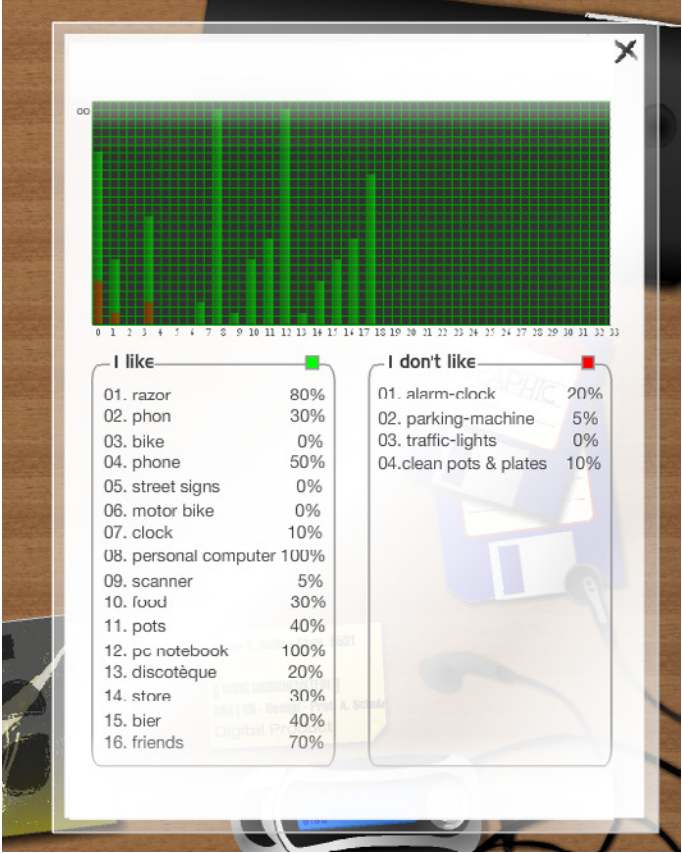 00
0 1 2 3 4 5 6 7 8 9 10 11 12 13 14 15 16 17 18 19 20 21 22 23 24 25 26 27 28 29 30 31 32 33
I like
01. razor 80%
02. phon 30%
03. bike 0%
04. phone 50%
05. street signs 0%
06. motor bike 0%
07. clock 10%
08. personal computer 100%
09. scanner 5%
10. food 30%
11. pots 40%
12. pc notebook 100%
13. discotèque 20%
14. store 30%
15. bier 40%
16. friends 70%
I don't like
01. alarm-clock 20%
02. parking-machine 5%
03. traffic-lights 0%
04.clean pots & plates 10%
Digital Product